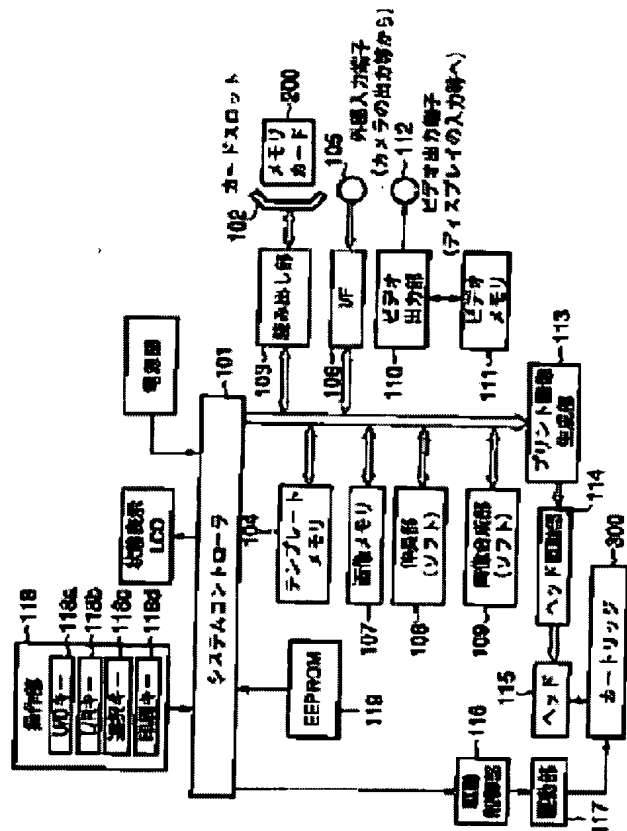 118
操作部
U/Dキー
118a
L/Rキー
118b
選択キー
118c
印刷キー
118d
状態表示
LCD
電源部
システムコントローラ
101
カードスロット
102
メモリ
カード
200
読み出し部
103
105
外部入力端子
(カメラの出力等から)
I/F
106
112
ビデオ出力端子
(ディスプレイの入力等へ)
ビデオ
出力部
110
ビデオ
メモリ
111
104
テンプレート
メモリ
画像メモリ
107
伸長部
(ソフト)
108
画像合成部
(ソフト)
109
EEPROM
119
プリント画像
生成部
113
ヘッド駆動部
114
ヘッド
115
カートリッジ
300
駆動
制御部
116
駆動部
117